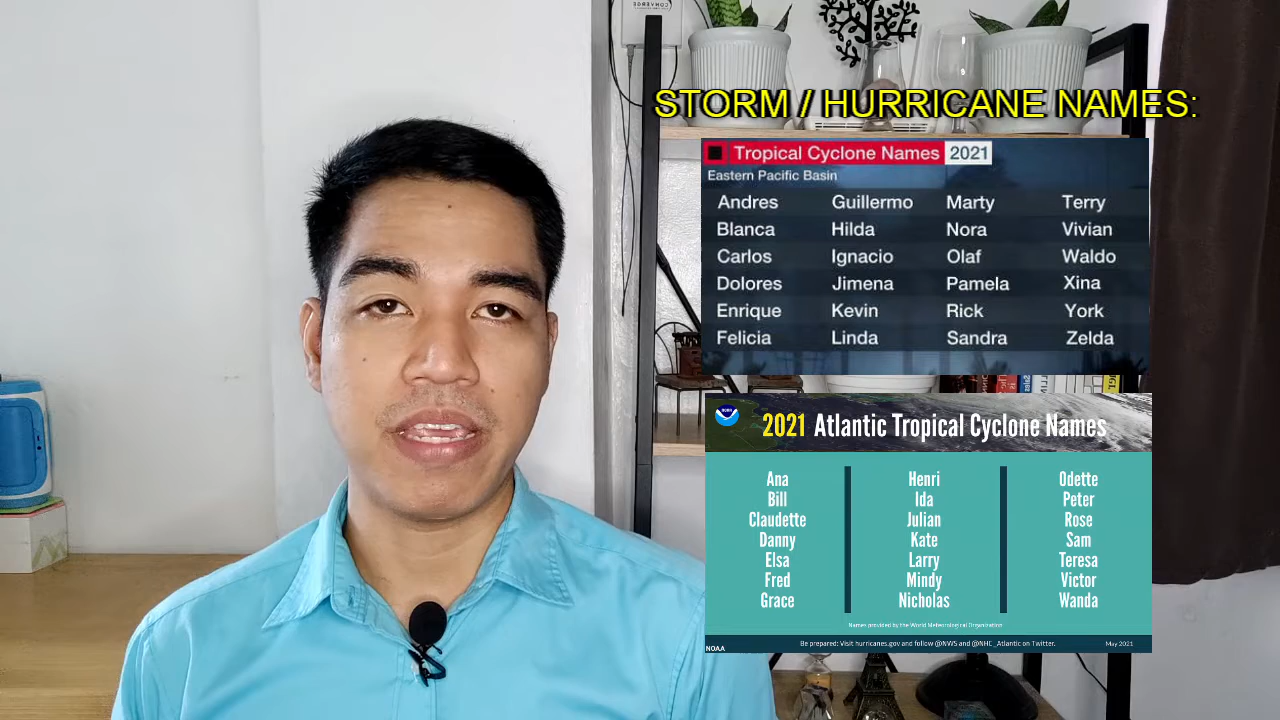 CONVERGE
STORM / HURRICANE NAMES:
Tropical Cyclone Names 2021
Eastern Pacific Basin
Andres Guillermo Marty Terry
Blanca Hilda Nora Vivian
Carlos Ignacio Olaf Waldo
Dolores Jimena Pamela Xina
Enrique Kevin Rick York
Felicia Linda Sandra Zelda
2021 Atlantic Tropical Cyclone Names
Ana Henri Odette
Bill Ida Peter
Claudette Julian Rose
Danny Kate Sam
Elsa Larry Teresa
Fred Mindy Victor
Grace Nicholas Wanda
Names provided by the World Meteorological Organization
NOAA Be prepared: Visit hurricanes.gov and follow @NWS and @NHC_Atlantic on Twitter. May 2021